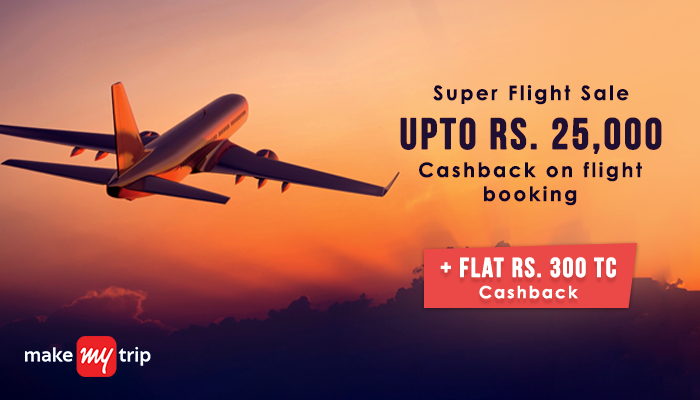 Super Flight Sale
UPTO RS. 25,000
Cashback on flight
booking
+ FLAT RS. 300 TC
Cashback
make my trip